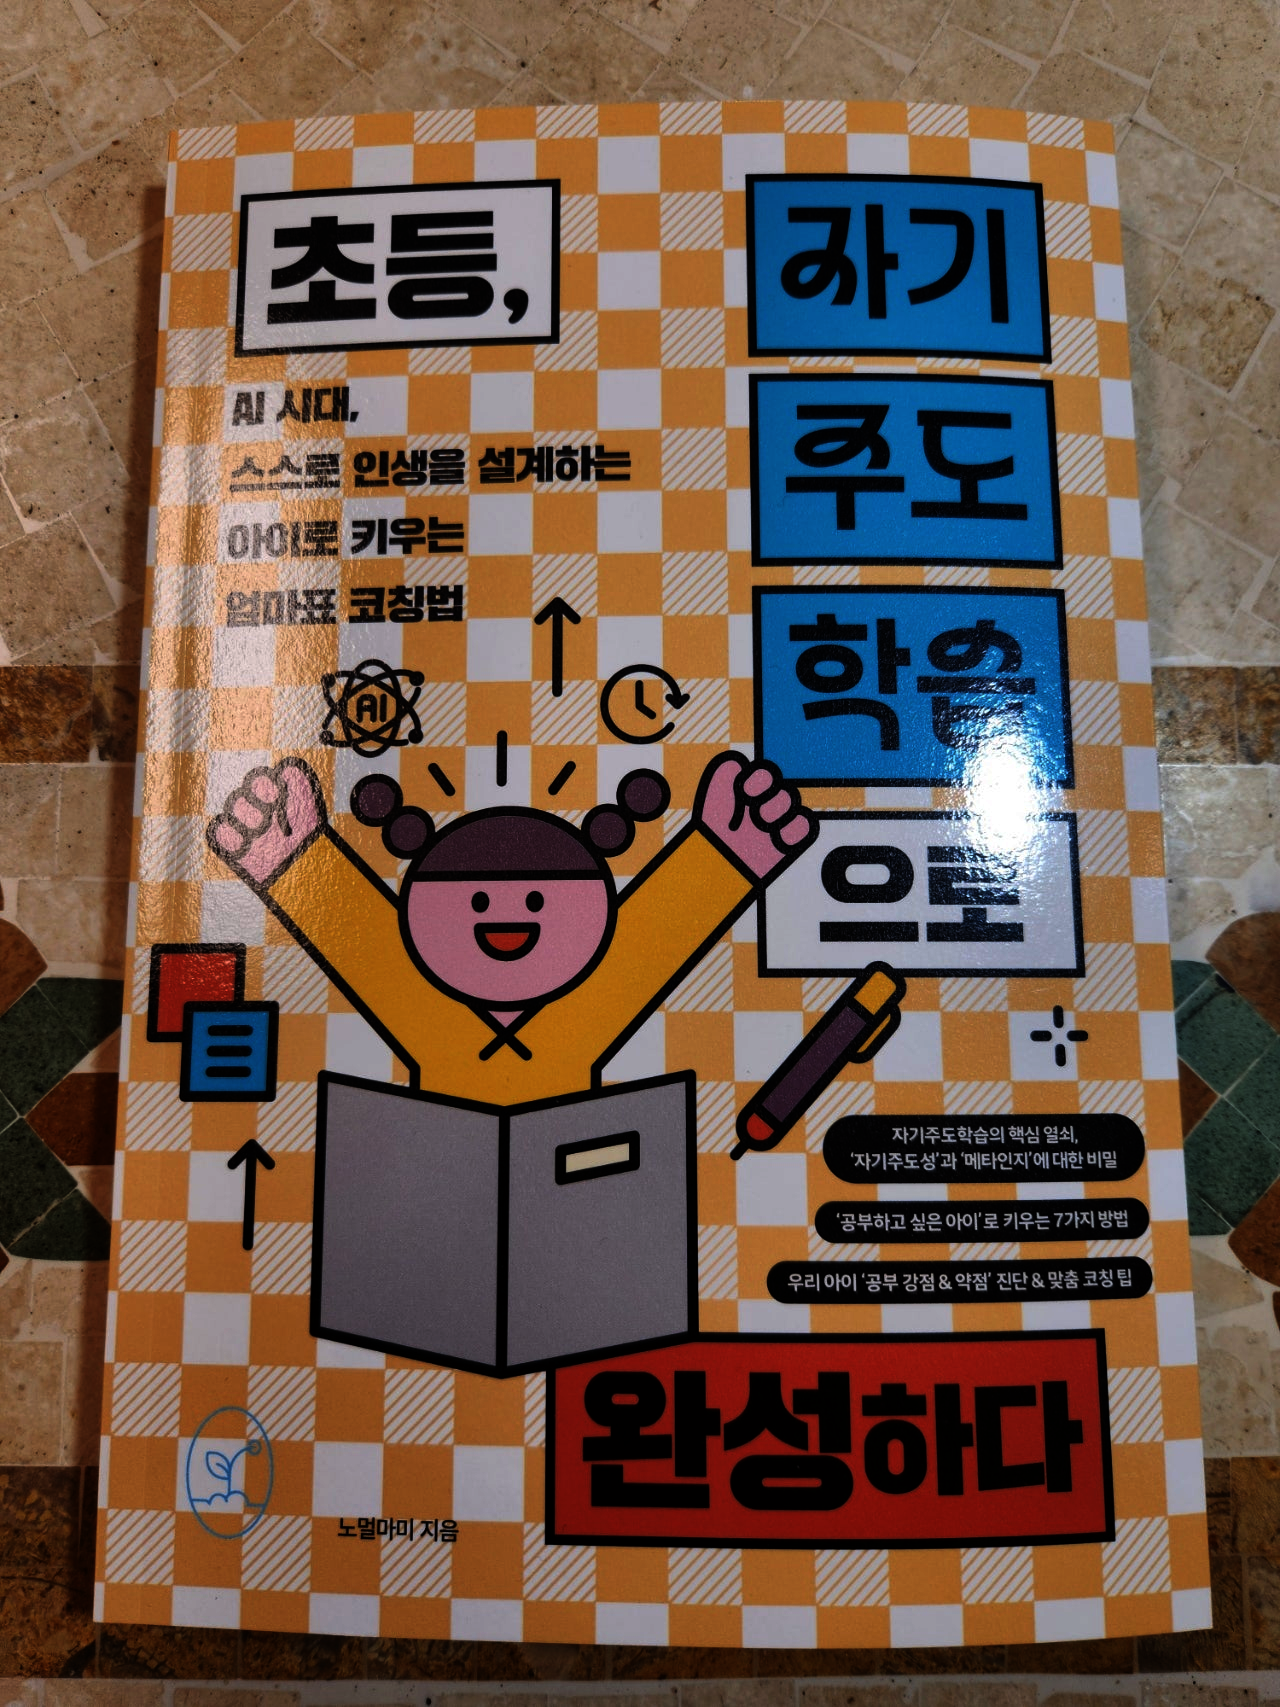 초등,
자기
주도
학습
으로
AI 시대,
스스로 인생을 설계하는
아이로 키우는
엄마표 코칭법
AI
자기주도학습의 핵심 열쇠,
‘자기주도성’과 ‘메타인지’에 대한 비밀
‘공부하고 싶은 아이’로 키우는 7가지 방법
우리 아이 ‘공부 강점 & 약점’ 진단 & 맞춤 코칭 팁
완성하다
노멀마미 지음